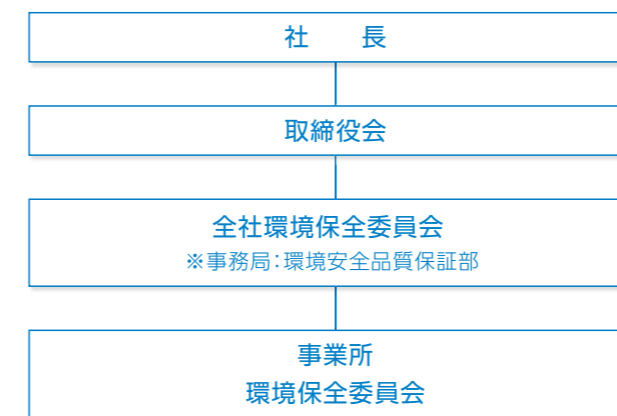 社　　長
取締役会
全社環境保全委員会
※事務局：環境安全品質保証部
事業所
環境保全委員会